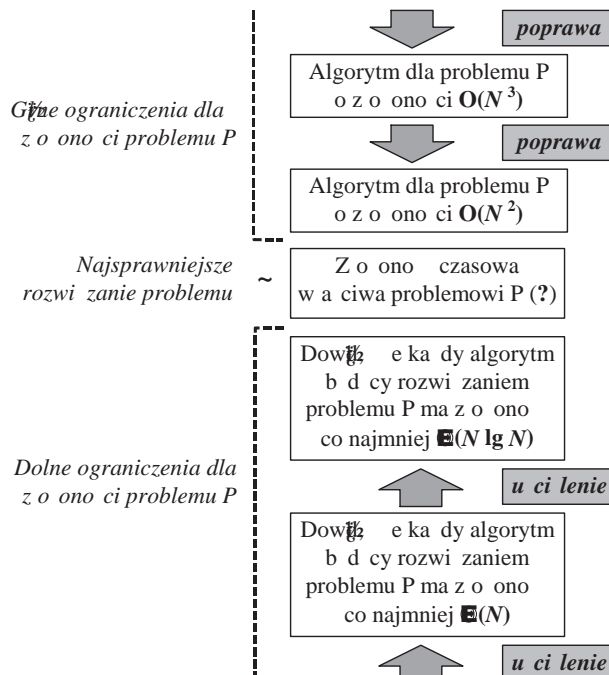 poprawa
Algorytm dla problemu P
o z o ono ci O(N 3)
ograniczenia dla
z o ono ci problemu P
poprawa
Algorytm dla problemu P
o z o ono ci O(N 2)
Najsprawniejsze
rozwi zanie problemu
~
Z o ono czasowa
w a ciwa problemowi P (?)
e ka dy algorytm
b d cy rozwi zaniem
problemu P ma z o ono
co najmniej (N lg N)
Dolne ograniczenia dla
z o ono ci problemu P
u ci lenie
e ka dy algorytm
b d cy rozwi zaniem
problemu P ma z o ono
co najmniej (N)
u ci lenie